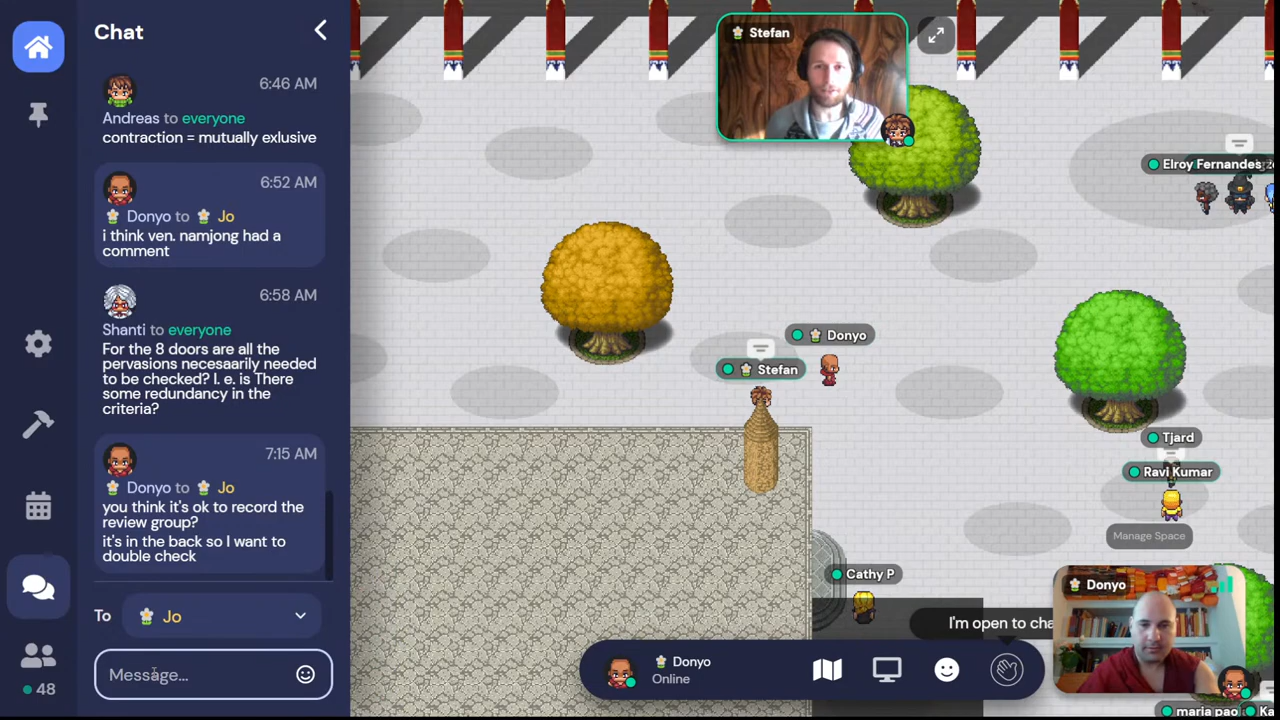 Chat
6:46 AM
Andreas to everyone
contraction = mutually exlusive
6:52 AM
Donyo to Jo
i think ven. namjong had a
comment
6:58 AM
Shanti to everyone
For the 8 doors are all the
pervasions necesaarily needed
to be checked? I. e. is There
some redundancy in the
criteria?
7:15 AM
Donyo to Jo
you think it's ok to record the
review group?
it's in the back so I want to
double check
To Jo
Message...
48
Stefan
Elroy Fernandes
Donyo
Stefan
Tjard
Ravi Kumar
Manage Space
Cathy P
Donyo
I'm open to cha
Donyo
Online
maria pao
Ka